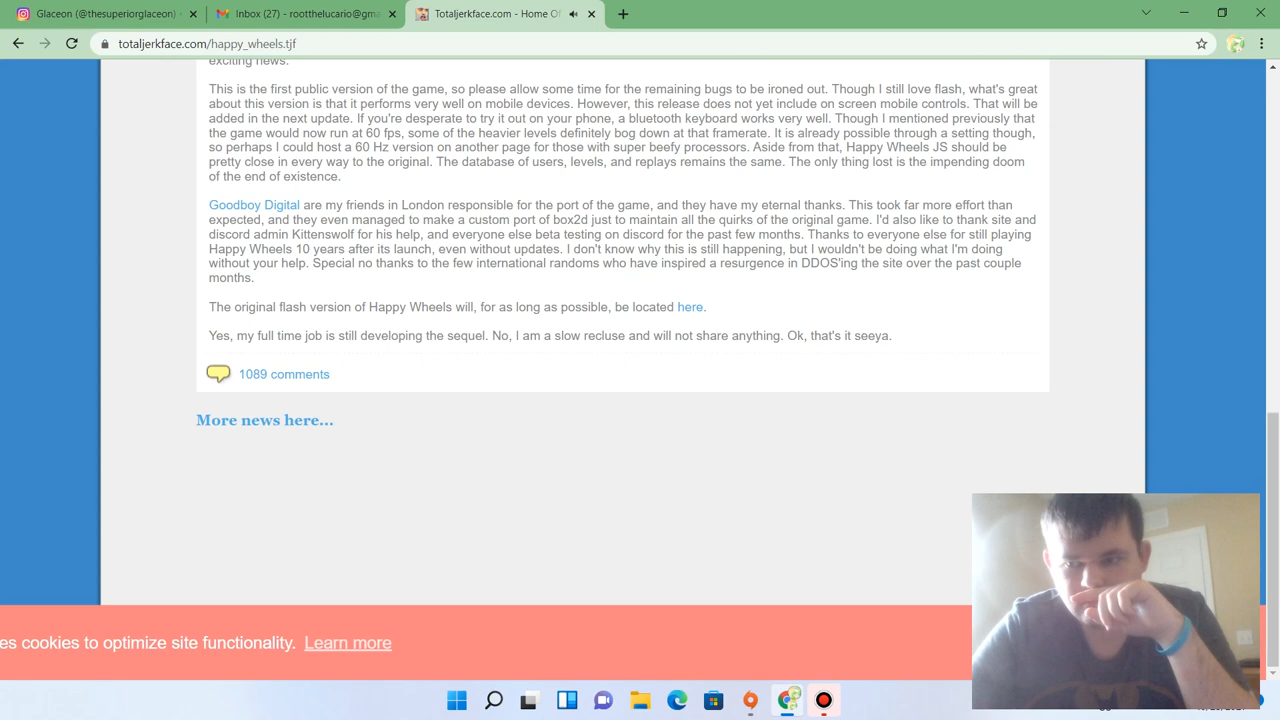 Glaceon (@thesuperiorglaceon)
Inbox (27) - rootthelucario@gma
Totaljerkface.com - Home Of
totaljerkface.com/happy_wheels.tjf
exciting news.
This is the first public version of the game, so please allow some time for the remaining bugs to be ironed out. Though I still love flash, what's great
about this version is that it performs very well on mobile devices. However, this release does not yet include on screen mobile controls. That will be
added in the next update. If you're desperate to try it out on your phone, a bluetooth keyboard works very well. Though I mentioned previously that
the game would now run at 60 fps, some of the heavier levels definitely bog down at that framerate. It is already possible through a setting though,
so perhaps I could host a 60 Hz version on another page for those with super beefy processors. Aside from that, Happy Wheels JS should be
pretty close in every way to the original. The database of users, levels, and replays remains the same. The only thing lost is the impending doom
of the end of existence.
Goodboy Digital are my friends in London responsible for the port of the game, and they have my eternal thanks. This took far more effort than
expected, and they even managed to make a custom port of box2d just to maintain all the quirks of the original game. I'd also like to thank site and
discord admin Kittenswolf for his help, and everyone else beta testing on discord for the past few months. Thanks to everyone else for still playing
Happy Wheels 10 years after its launch, even without updates. I don't know why this is still happening, but I wouldn't be doing what I'm doing
without your help. Special no thanks to the few international randoms who have inspired a resurgence in DDOS'ing the site over the past couple
months.
The original flash version of Happy Wheels will, for as long as possible, be located here.
Yes, my full time job is still developing the sequel. No, I am a slow recluse and will not share anything. Ok, that's it seeya.
1089 comments
More news here...
es cookies to optimize site functionality. Learn more